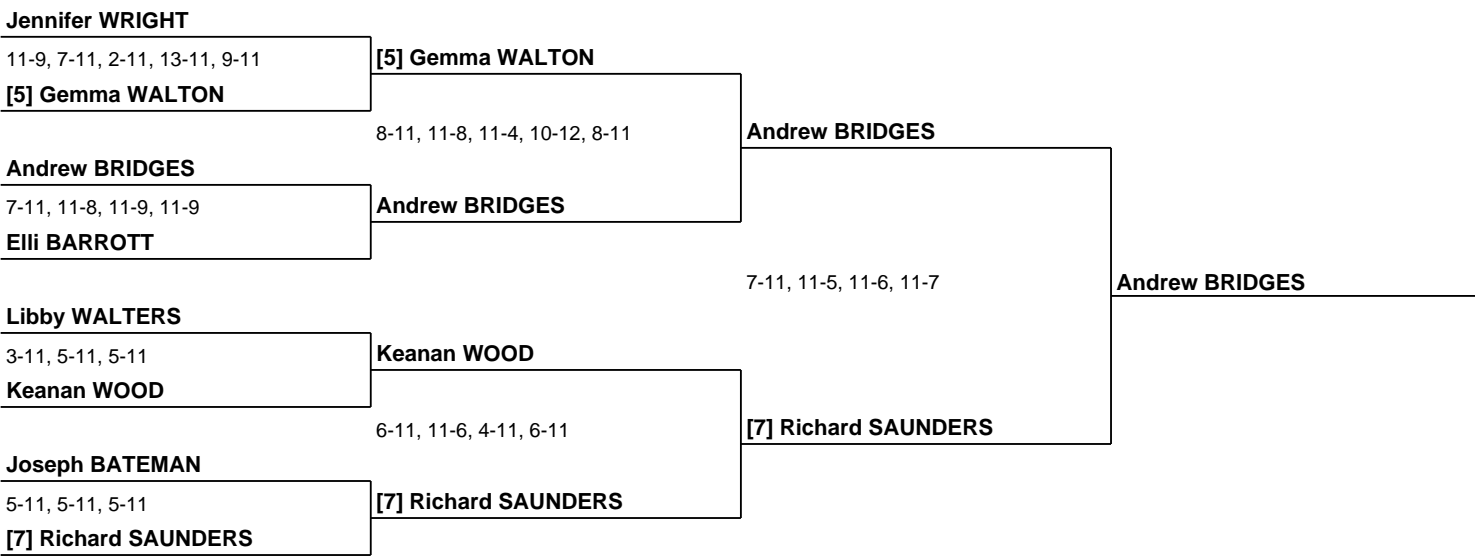 Jennifer WRIGHT
11-9, 7-11, 2-11, 13-11, 9-11
[5] Gemma WALTON
[5] Gemma WALTON
8-11, 11-8, 11-4, 10-12, 8-11
Andrew BRIDGES
Andrew BRIDGES
7-11, 11-8, 11-9, 11-9
Andrew BRIDGES
Elli BARROTT
7-11, 11-5, 11-6, 11-7
Andrew BRIDGES
Libby WALTERS
3-11, 5-11, 5-11
Keanan WOOD
Keanan WOOD
6-11, 11-6, 4-11, 6-11
[7] Richard SAUNDERS
Joseph BATEMAN
5-11, 5-11, 5-11
[7] Richard SAUNDERS
[7] Richard SAUNDERS